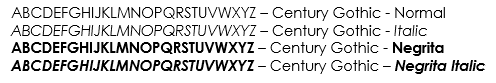 ABCDEFGHIJKLMNOPQRSTUVWXYZ – Century Gothic - Normal
ABCDEFGHIJKLMNOPQRSTUVWXYZ – Century Gothic - Italic
ABCDEFGHIJKLMNOPQRSTUVWXYZ – Century Gothic - Negrita
ABCDEFGHIJKLMNOPQRSTUVWXYZ – Century Gothic – Negrita Italic